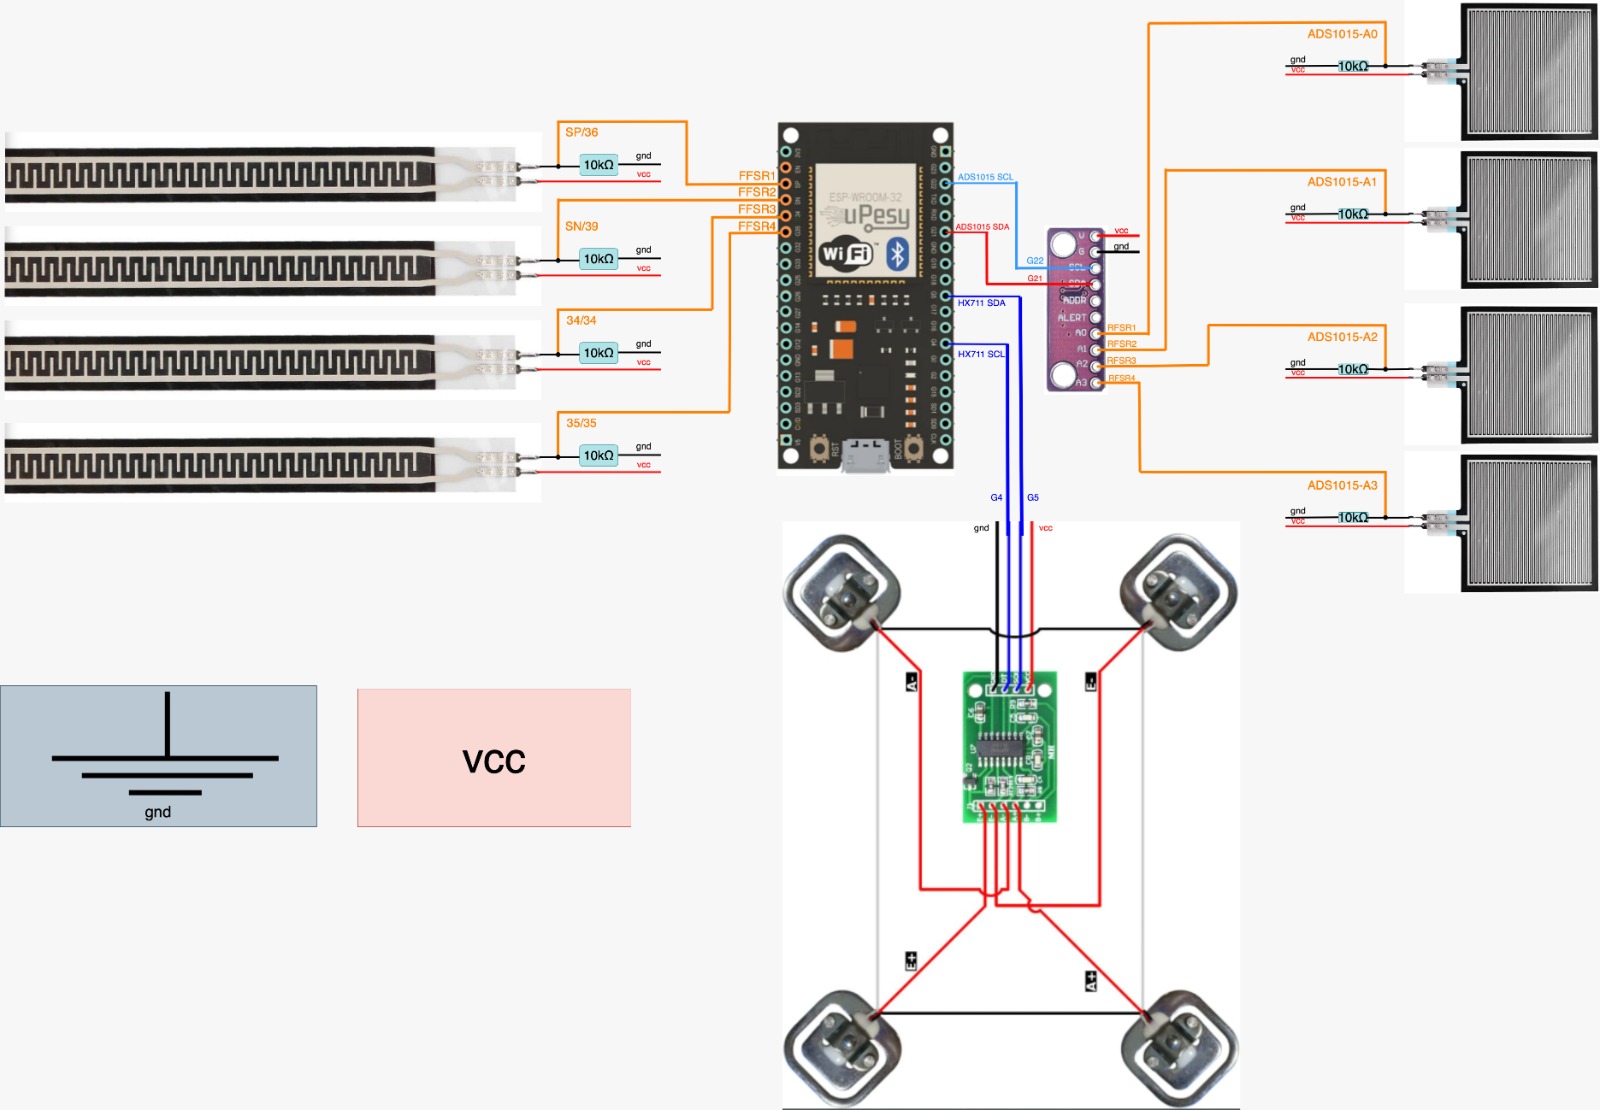 SP/36
10kΩ
gnd
vcc
SN/39
10kΩ
gnd
vcc
34/34
10kΩ
gnd
vcc
35/35
10kΩ
gnd
vcc
FFSR1
FFSR2
FFSR3
FFSR4
ESP-WROOM-32
uPesy
WiFi
RST
BOOT
ADS1015 SCL
ADS1015 SDA
G22
G21
HX711 SDA
HX711 SCL
G4
G5
vcc
gnd
V
G
SCL
SDA
ADDR
ALERT
A0
A1
A2
A3
RFSR1
RFSR2
RFSR3
RFSR4
ADS1015-A0
gnd
vcc
10kΩ
ADS1015-A1
gnd
vcc
10kΩ
ADS1015-A2
gnd
vcc
10kΩ
ADS1015-A3
gnd
vcc
10kΩ
gnd
vcc
A-
E-
E+
A+
gnd
VCC